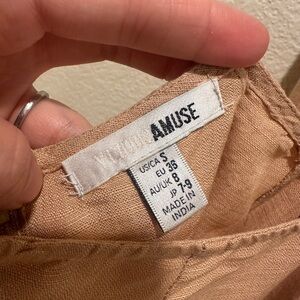 AMUSE
US/CA S
EU 36
AU/UK 8
JP 7-9
MADE IN
INDIA